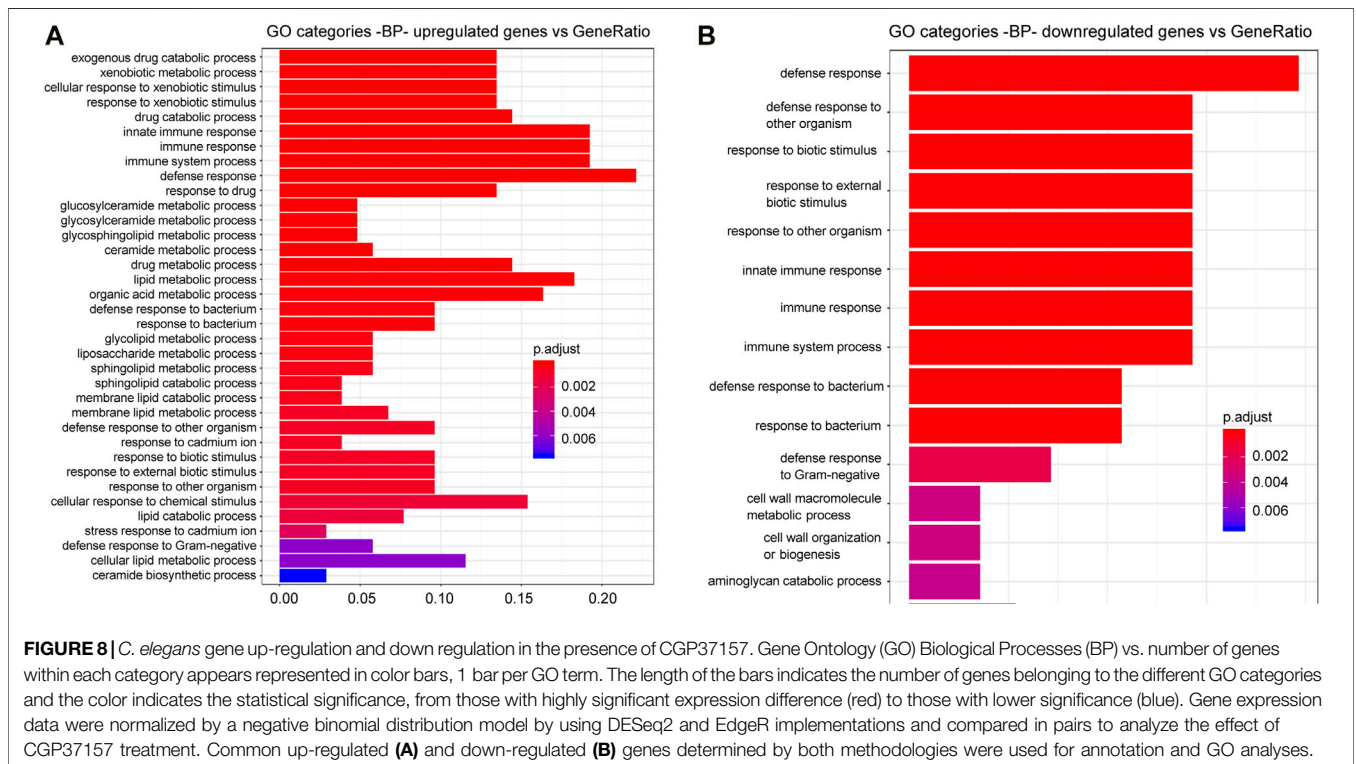 A
GO categories -BP- upregulated genes vs GeneRatio
exogenous drug catabolic process
xenobiotic metabolic process
cellular response to xenobiotic stimulus
response to xenobiotic stimulus
drug catabolic process
innate immune response
immune response
immune system process
defense response
response to drug
glucosylceramide metabolic process
glycosylceramide metabolic process
glycosphingolipid metabolic process
ceramide metabolic process
drug metabolic process
lipid metabolic process
organic acid metabolic process
defense response to bacterium
response to bacterium
glycolipid metabolic process
liposaccharide metabolic process
sphingolipid metabolic process
sphingolipid catabolic process
membrane lipid catabolic process
membrane lipid metabolic process
defense response to other organism
response to cadmium ion
response to biotic stimulus
response to external biotic stimulus
response to other organism
cellular response to chemical stimulus
lipid catabolic process
stress response to cadmium ion
defense response to Gram-negative
cellular lipid metabolic process
ceramide biosynthetic process
0.00 0.05 0.10 0.15 0.20
p.adjust
0.002
0.004
0.006
B
GO categories -BP- downregulated genes vs GeneRatio
defense response
defense response to
other organism
response to biotic stimulus
response to external
biotic stimulus
response to other organism
innate immune response
immune response
immune system process
defense response to bacterium
response to bacterium
defense response
to Gram-negative
cell wall macromolecule
metabolic process
cell wall organization
or biogenesis
aminoglycan catabolic process
p.adjust
0.002
0.004
0.006
FIGURE 8 | C. elegans gene up-regulation and down regulation in the presence of CGP37157. Gene Ontology (GO) Biological Processes (BP) vs. number of genes
within each category appears represented in color bars, 1 bar per GO term. The length of the bars indicates the number of genes belonging to the different GO categories
and the color indicates the statistical significance, from those with highly significant expression difference (red) to those with lower significance (blue). Gene expression
data were normalized by a negative binomial distribution model by using DESeq2 and EdgeR implementations and compared in pairs to analyze the effect of
CGP37157 treatment. Common up-regulated (A) and down-regulated (B) genes determined by both methodologies were used for annotation and GO analyses.